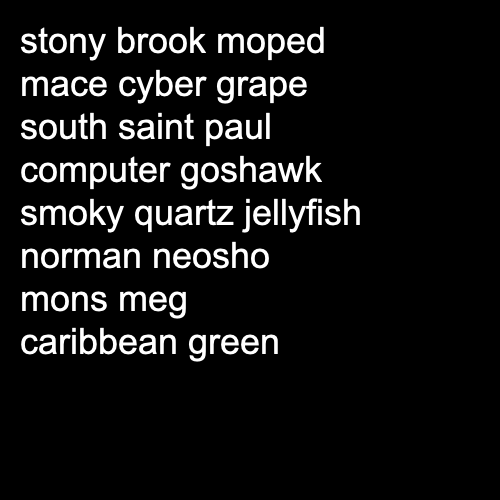 stony brook moped
mace cyber grape
south saint paul
computer goshawk
smoky quartz jellyfish
norman neosho
mons meg
caribbean green